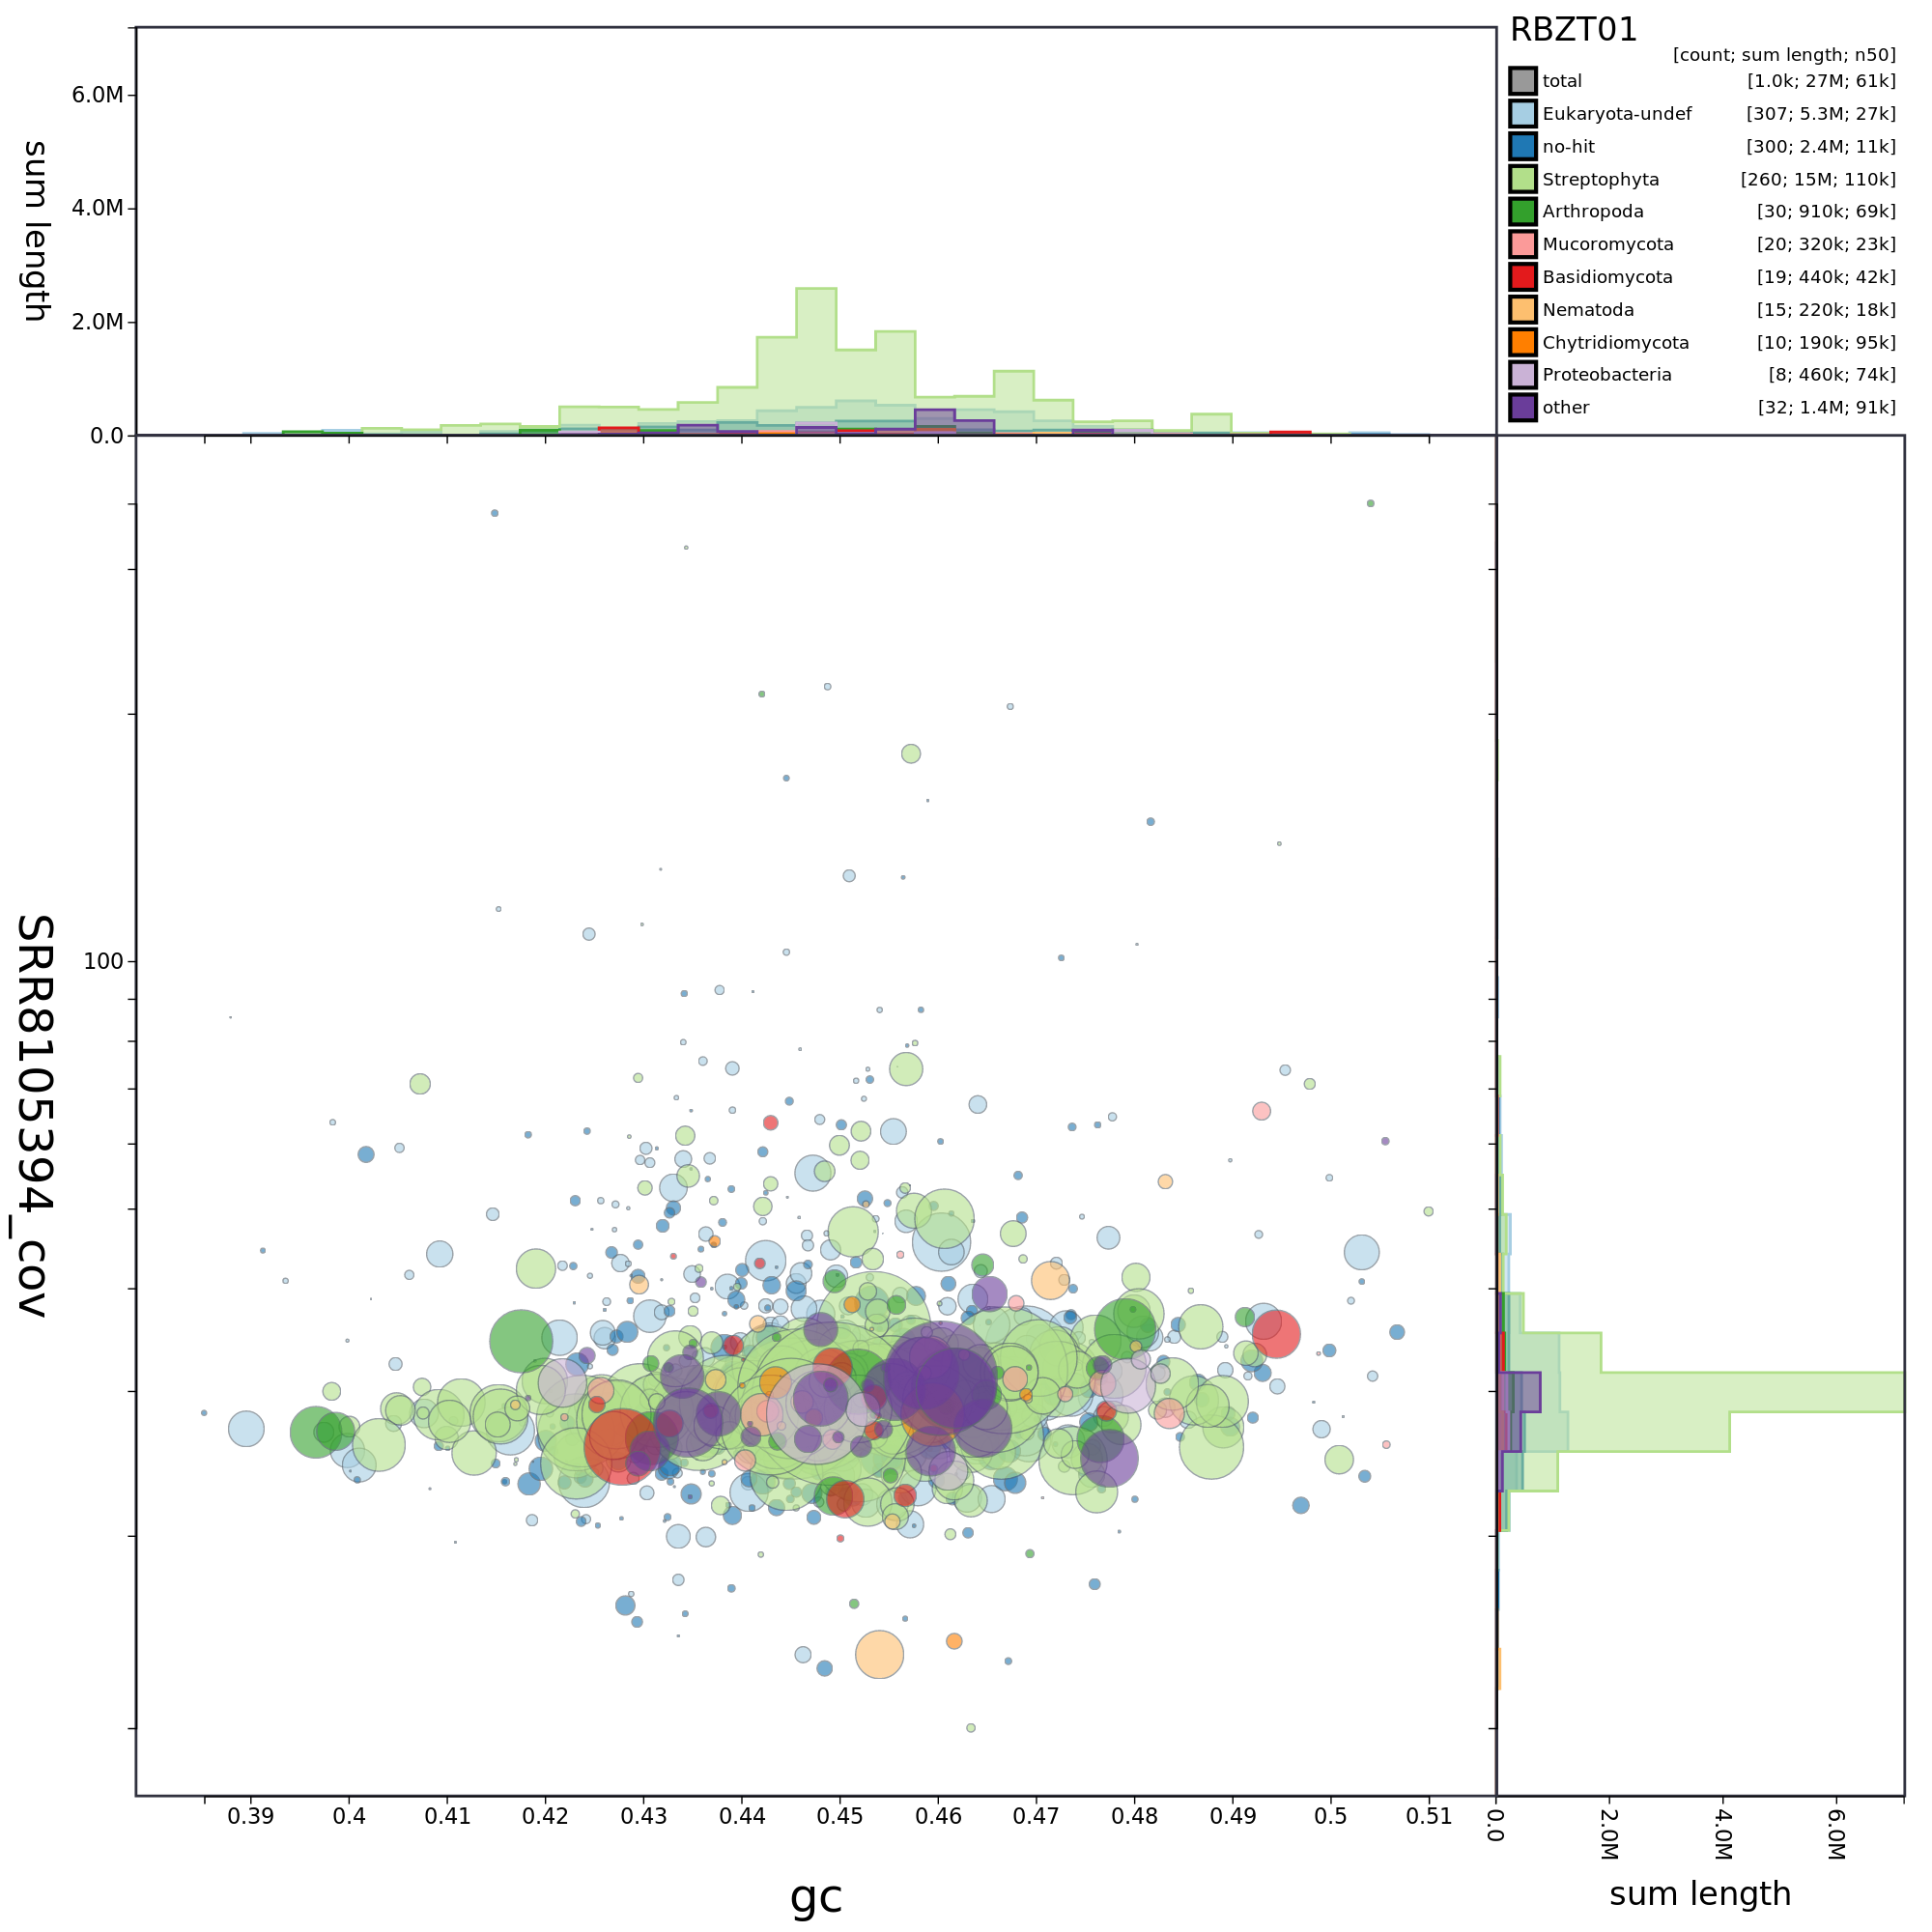 RBZT01
[count; sum length; n50]
total [1.0k; 27M; 61k]
Eukaryota-undef [307; 5.3M; 27k]
no-hit [300; 2.4M; 11k]
Streptophyta [260; 15M; 110k]
Arthropoda [30; 910k; 69k]
Mucoromycota [20; 320k; 23k]
Basidiomycota [19; 440k; 42k]
Nematoda [15; 220k; 18k]
Chytridiomycota [10; 190k; 95k]
Proteobacteria [8; 460k; 74k]
other [32; 1.4M; 91k]
sum length
6.0M
4.0M
2.0M
0.0
SRR8105394_cov
100
0.39 0.4 0.41 0.42 0.43 0.44 0.45 0.46 0.47 0.48 0.49 0.5 0.51
gc
0.0 2.0M 4.0M 6.0M
sum length